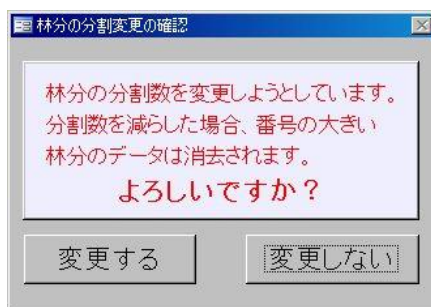 林分の分割変更の確認
林分の分割数を変更しようとしています。
分割数を減らした場合、番号の大きい
林分のデータは消去されます。
よろしいですか？
変更する
変更しない